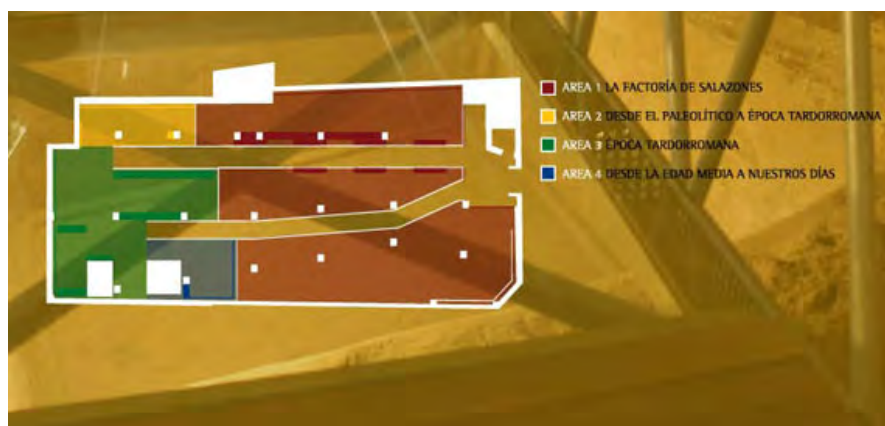 AREA 1 LA FACTORÍA DE SALAZONES
AREA 2 DESDE EL PALEOLÍTICO A ÉPOCA TARDORROMANA
AREA 3 ÉPOCA TARDORROMANA
AREA 4 DESDE LA EDAD MEDIA A NUESTROS DÍAS